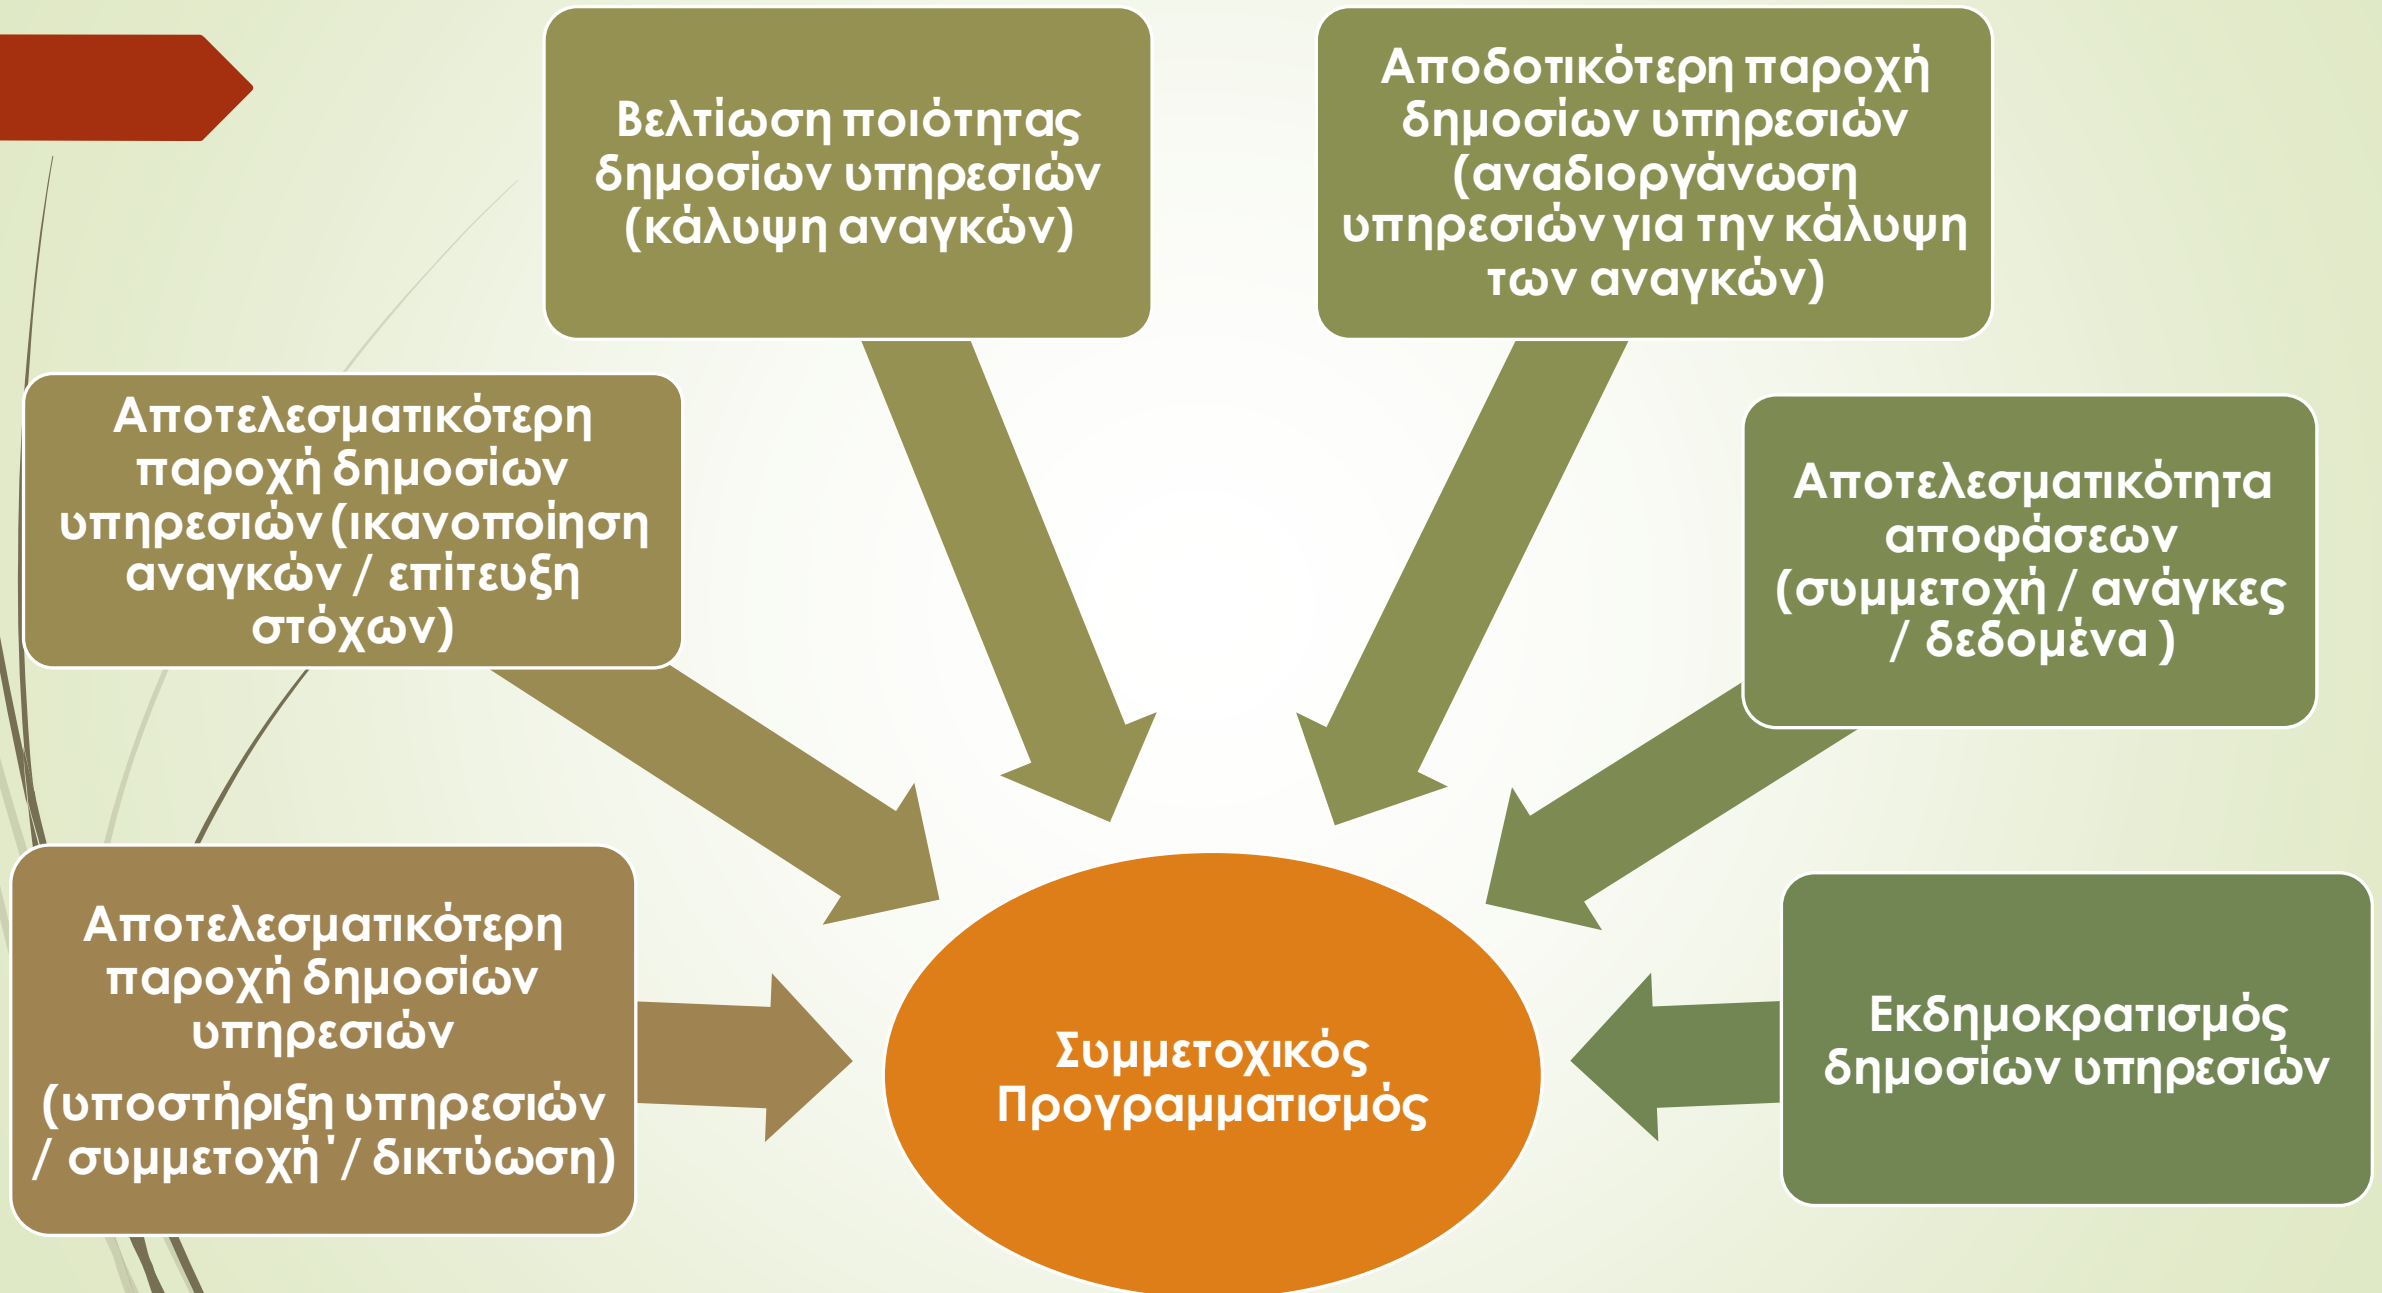 Βελτίωση ποιότητας
δημοσίων υπηρεσιών
(κάλυψη αναγκών)
Αποδοτικότερη παροχή
δημοσίων υπηρεσιών
(αναδιοργάνωση
υπηρεσιών για την κάλυψη
των αναγκών)
Αποτελεσματικότερη
παροχή δημοσίων
υπηρεσιών (ικανοποίηση
αναγκών / επίτευξη
στόχων)
Αποτελεσματικότητα
αποφάσεων
(συμμετοχή / ανάγκες
/ δεδομένα )
Αποτελεσματικότερη
παροχή δημοσίων
υπηρεσιών
(υποστήριξη υπηρεσιών
/ συμμετοχή΄/ δικτύωση)
Συμμετοχικός
Προγραμματισμός
Εκδημοκρατισμός
δημοσίων υπηρεσιών